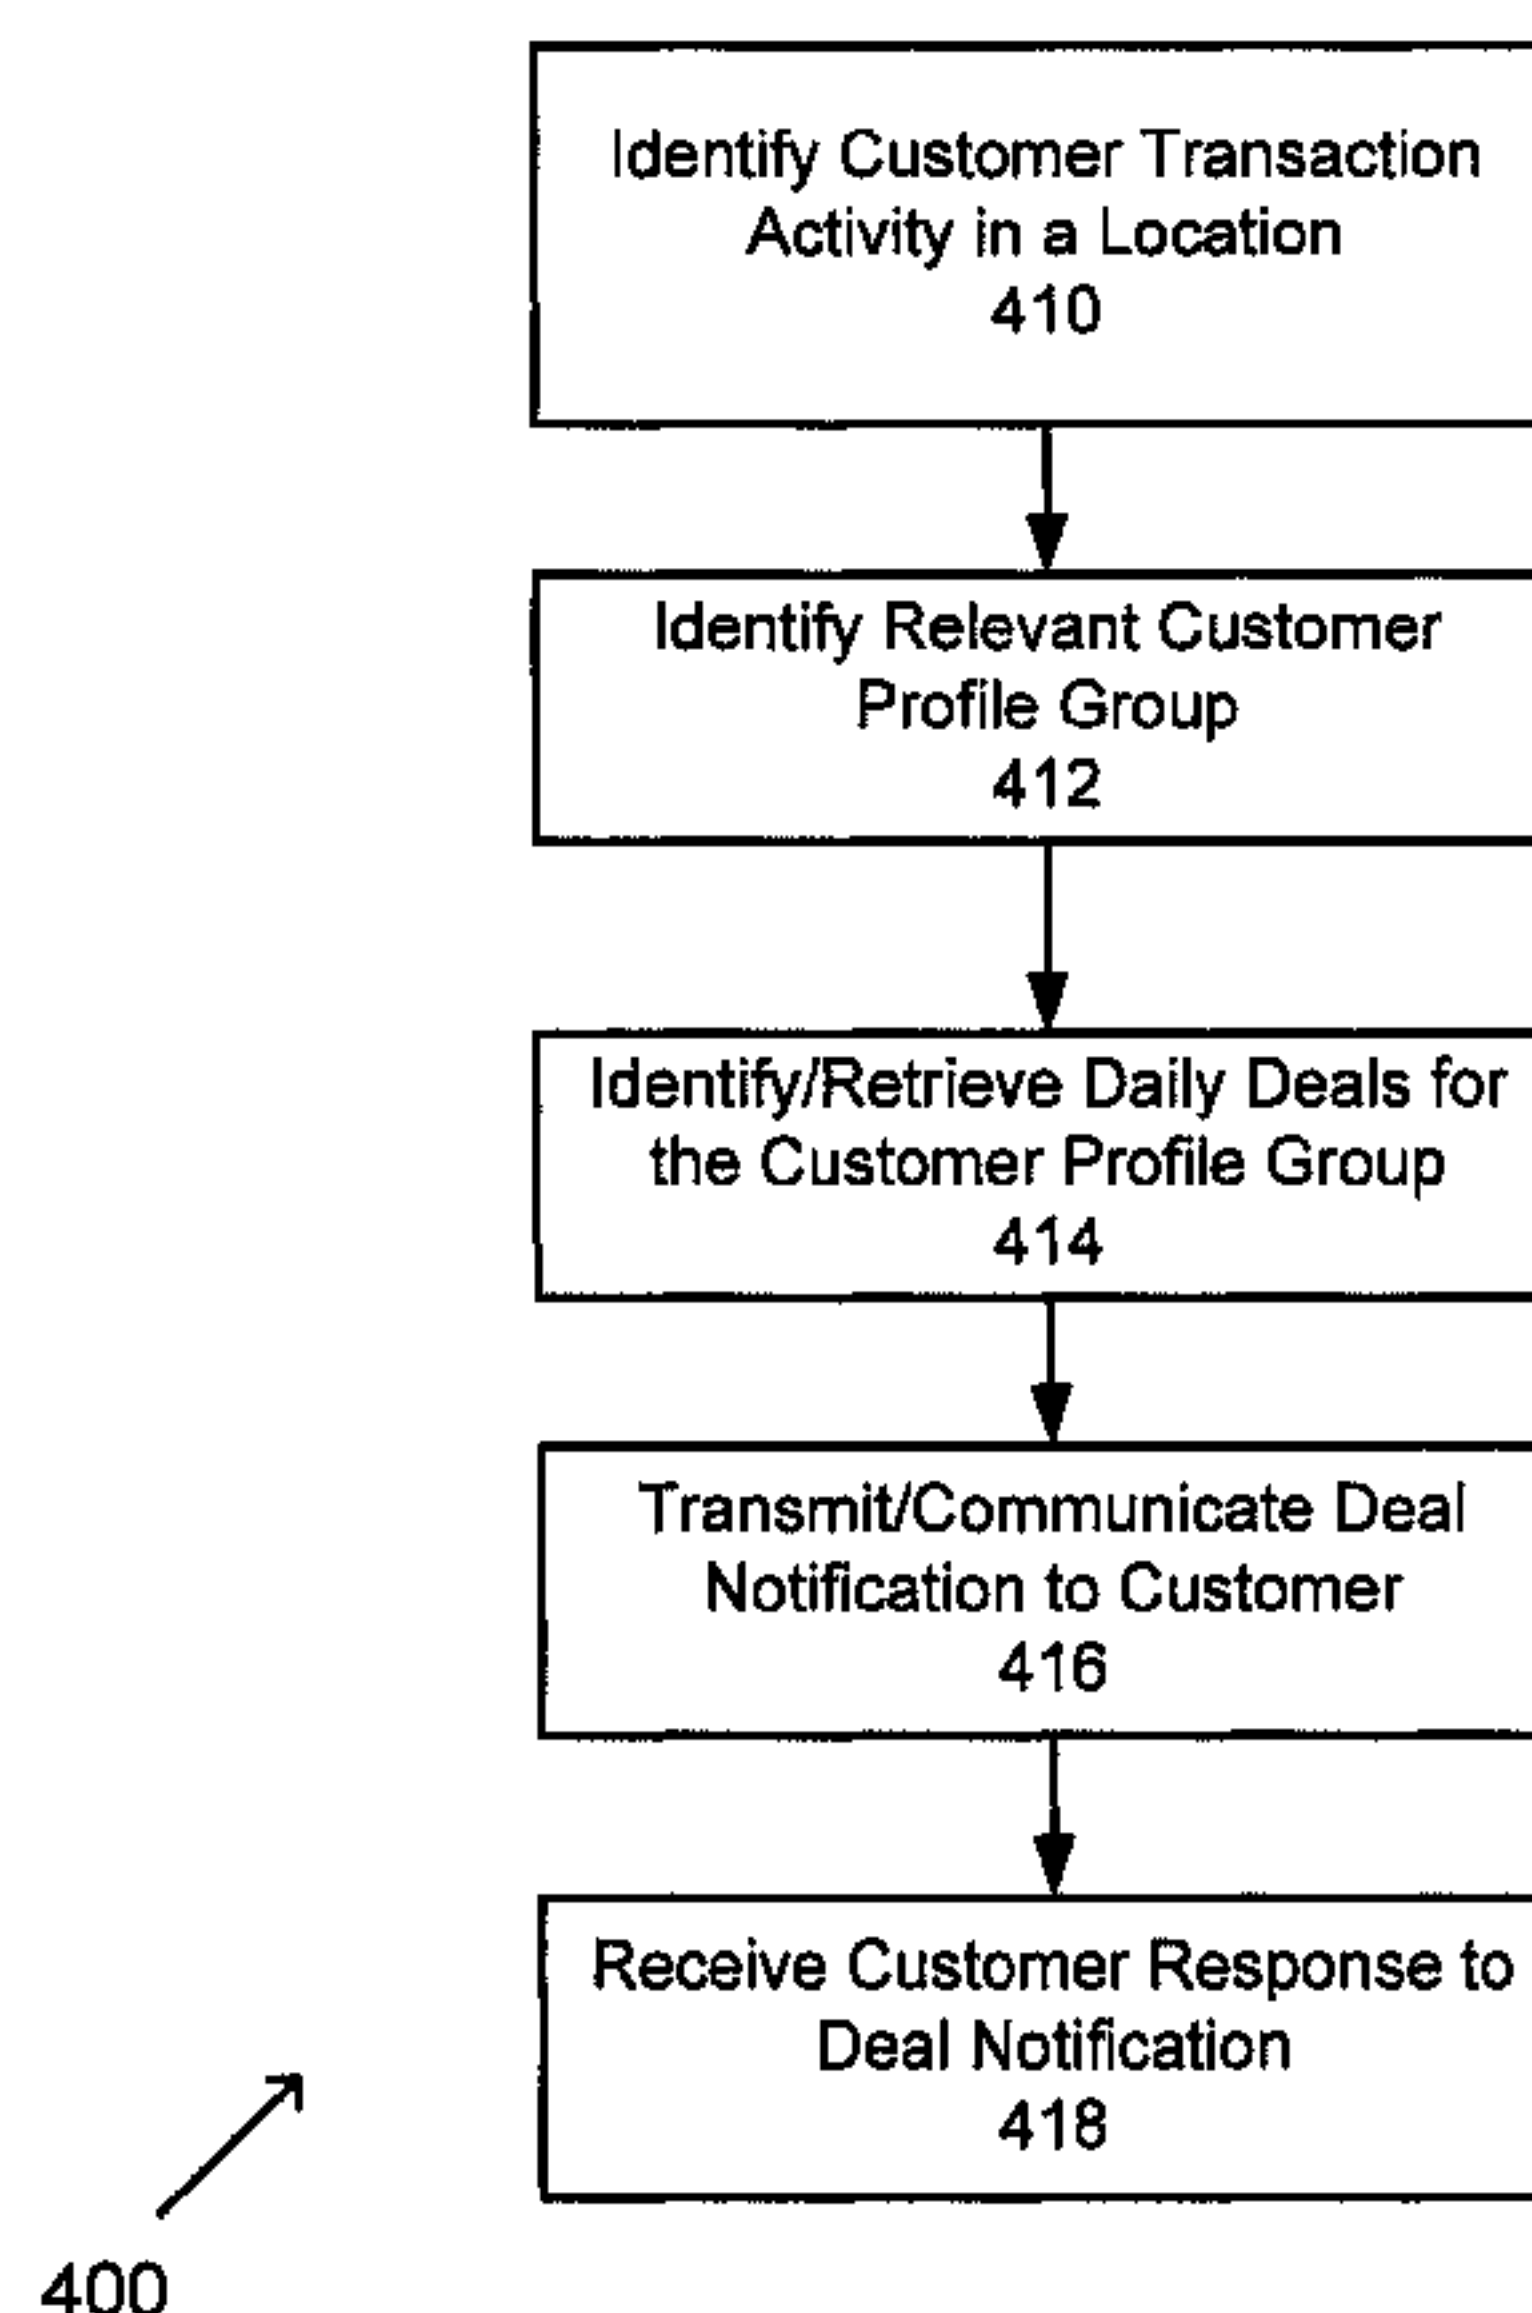 Identify Customer Transaction
Activity in a Location
410
Identify Relevant Customer
Profile Group
412
Identify/Retrieve Daily Deals for
the Customer Profile Group
414
Transmit/Communicate Deal
Notification to Customer
416
Receive Customer Response to
Deal Notification
418
400